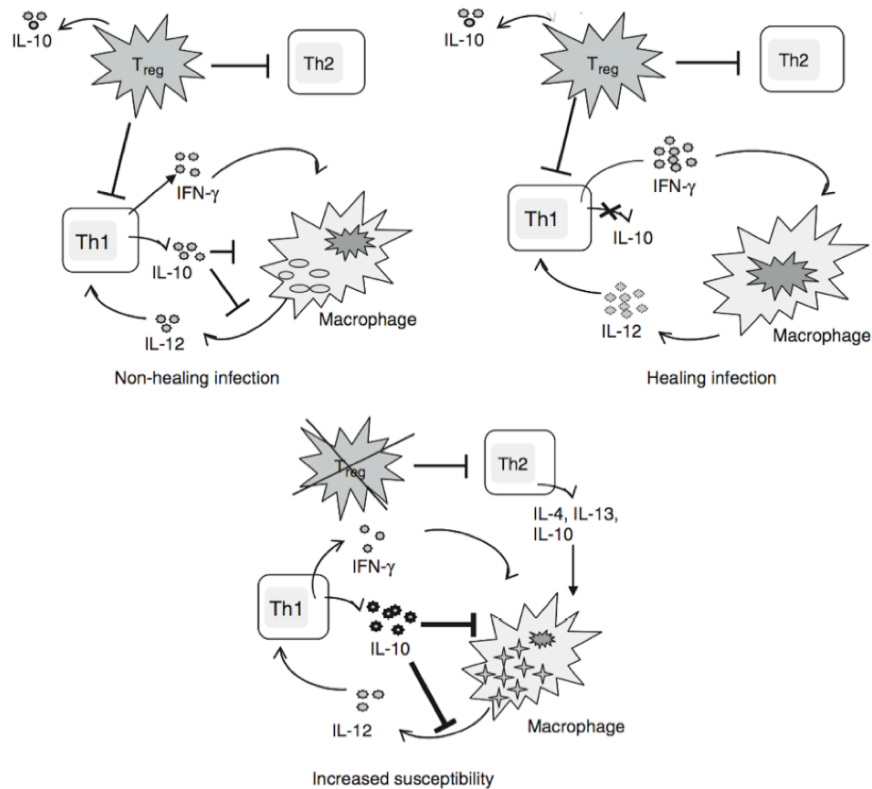 IL-10
Treg
Th2
IFN-γ
Th1
IL-10
IL-12
Macrophage
Non-healing infection
IL-10
Treg
Th2
IFN-γ
Th1
IL-10
IL-12
Macrophage
Healing infection
Treg
Th2
IL-4, IL-13,
IL-10
IFN-γ
Th1
IL-10
IL-12
Macrophage
Increased susceptibility